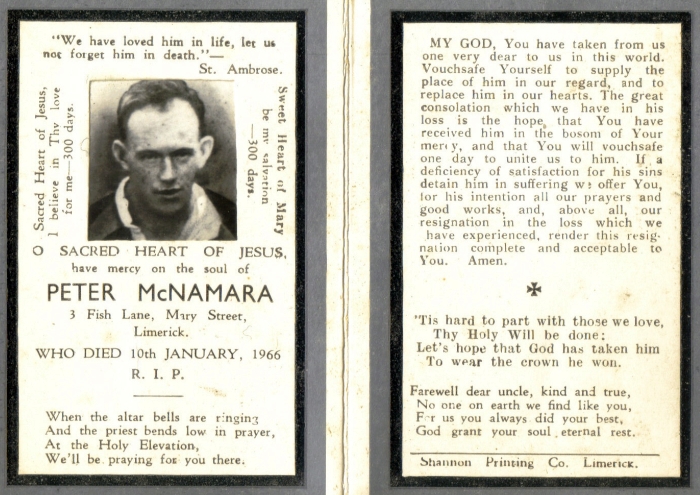 "We have loved him in life, let us
not forget him in death."—
St. Ambrose.
Sacred Heart of Jesus,
I believe in Thy love
for me—300 days.
Sweet Heart of Mary
be my salvation
—300 days.
O SACRED HEART OF JESUS,
have mercy on the soul of
PETER McNAMARA
3 Fish Lane, Mary Street,
Limerick.
WHO DIED 10th JANUARY, 1966
R. I. P.
When the altar bells are ringing
And the priest bends low in prayer,
At the Holy Elevation,
We'll be praying for you there.
MY GOD, You have taken from us
one very dear to us in this world.
Vouchsafe Yourself to supply the
place of him in our regard, and to
replace him in our hearts. The great
consolation which we have in his
loss is the hope, that You have
received him in the bosom of Your
mercy, and that You will vouchsafe
one day to unite us to him. If a
deficiency of satisfaction for his sins
detain him in suffering we offer You,
for his intention all our prayers and
good works, and, above all, our
resignation in the loss which we
have experienced, render this resig-
nation complete and acceptable to
You. Amen.
✠
'Tis hard to part with those we love,
Thy Holy Will be done;
Let's hope that God has taken him
To wear the crown he won.
Farewell dear uncle, kind and true,
No one on earth we find like you,
For us you always did your best,
God grant your soul eternal rest.
Shannon Printing Co. Limerick.